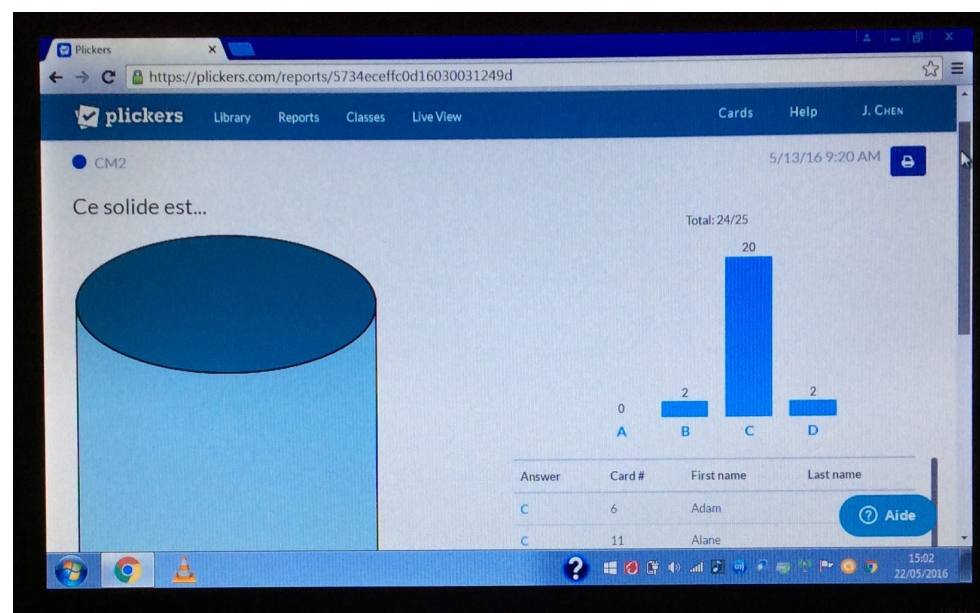 Plickers
https://plickers.com/reports/5734eceffc0d16030031249d
plickers Library Reports Classes Live View Cards Help J. CHEN
CM2
5/13/16 9:20 AM
Ce solide est...
Total: 24/25
20
2
2
0
A B C D
Answer Card # First name Last name
C 6 Adam
Aide
C 11 Alane
15:02
22/05/2016